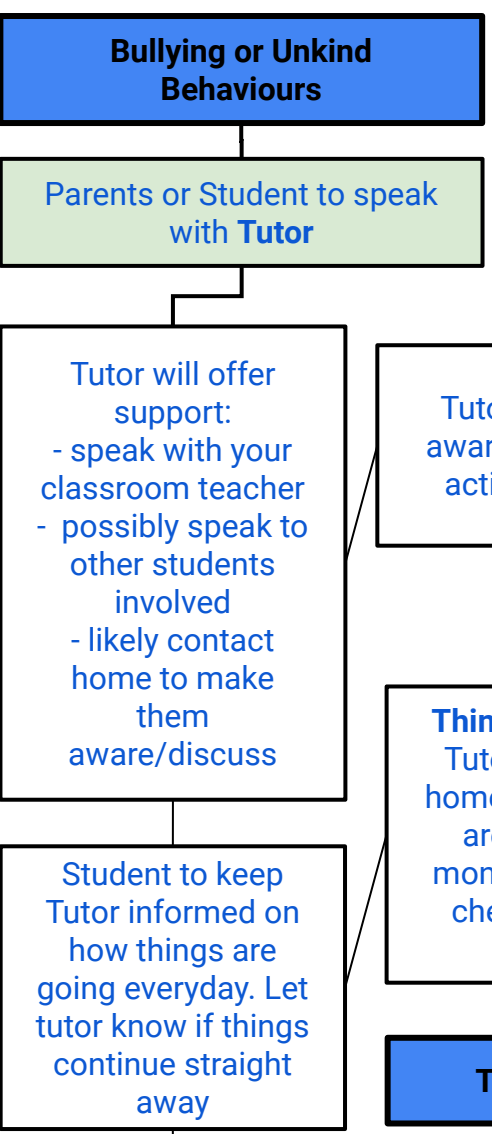 Bullying or Unkind
Behaviours
Parents or Student to speak
with Tutor
Tutor will offer
support:
- speak with your
classroom teacher
- possibly speak to
other students
involved
- likely contact
home to make
them
aware/discuss
Student to keep
Tutor informed on
how things are
going everyday. Let
tutor know if things
continue straight
away